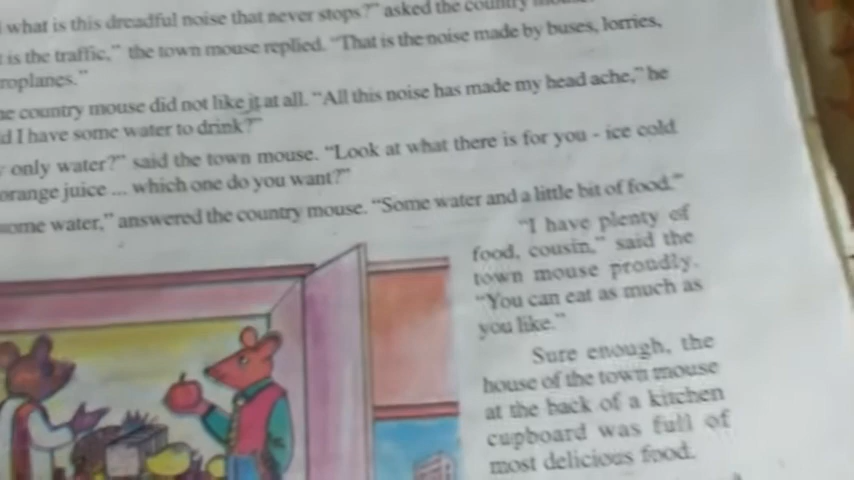 what is this dreadful noise that never stops?" asked the country
is the traffic," the town mouse replied. "That is the noise made by buses, lorries,
roplanes."
he country mouse did not like it at all. "All this noise has made my head ache," he
d I have some water to drink?"
only water?" said the town mouse. "Look at what there is for you - ice cold
orange juice ... which one do you want?"
some water," answered the country mouse. "Some water and a little bit of food."
"I have plenty of
food, cousin," said the
town mouse proudly.
"You can eat as much as
you like."
Sure enough, the
house of the town mouse
at the back of a kitchen
cupboard was full of
most delicious food.